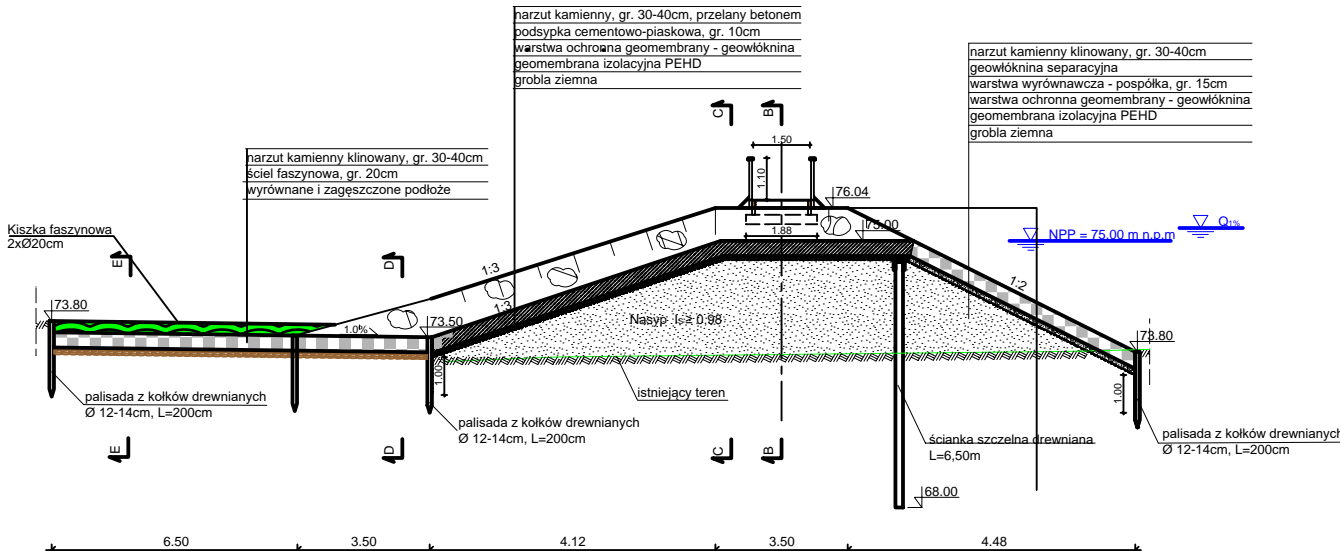 narzut kamienny, gr. 30-40cm, przelany betonem
podsypka cementowo-piaskowa, gr. 10cm
warstwa ochronna geomembrany - geowłóknina
geomembrana izolacyjna PEHD
grobla ziemna
narzut kamienny klinowany, gr. 30-40cm
geowłóknina separacyjna
warstwa wyrównawcza - pospółka, gr. 15cm
warstwa ochronna geomembrany - geowłóknina
geomembrana izolacyjna PEHD
grobla ziemna
narzut kamienny klinowany, gr. 30-40cm
ściel faszynowa, gr. 20cm
wyrównane i zagęszczone podłoże
Kiszka faszynowa
2xØ20cm
C
B
1.50
1.10
76.04
1.88
75.00
NPP = 75.00 m n.p.m
Q1%
E
D
1:3
1:3
1:2
73.80
1.0%
73.50
Nasyp Is ≥ 0,98
73.80
1.00
1.00
istniejący teren
palisada z kołków drewnianych
Ø 12-14cm, L=200cm
palisada z kołków drewnianych
Ø 12-14cm, L=200cm
ścianka szczelna drewniana
L=6,50m
palisada z kołków drewnianych
Ø 12-14cm, L=200cm
E
D
C
B
68.00
6.50
3.50
4.12
3.50
4.48